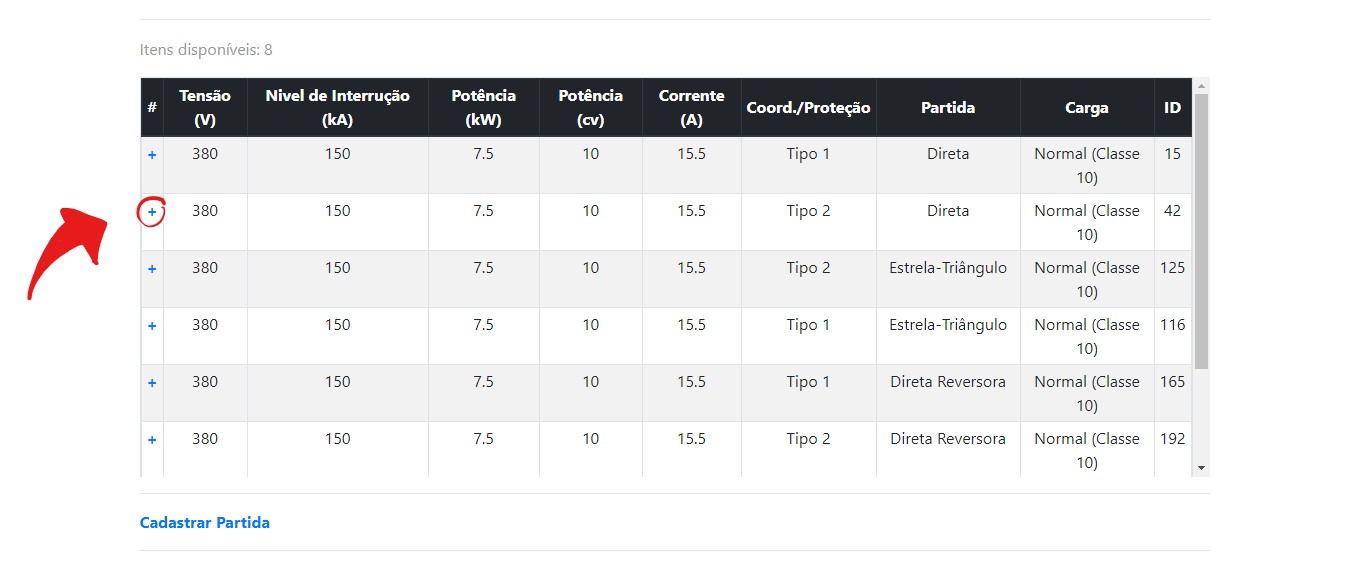 Itens disponíveis: 8
# Tensão (V) Nivel de Interrução (kA) Potência (kW) Potência (cv) Corrente (A) Coord./Proteção Partida Carga ID
+ 380 150 7.5 10 15.5 Tipo 1 Direta Normal (Classe 10) 15
+ 380 150 7.5 10 15.5 Tipo 2 Direta Normal (Classe 10) 42
+ 380 150 7.5 10 15.5 Tipo 2 Estrela-Triângulo Normal (Classe 10) 125
+ 380 150 7.5 10 15.5 Tipo 1 Estrela-Triângulo Normal (Classe 10) 116
+ 380 150 7.5 10 15.5 Tipo 1 Direta Reversora Normal (Classe 10) 165
+ 380 150 7.5 10 15.5 Tipo 2 Direta Reversora Normal (Classe 10) 192
Cadastrar Partida